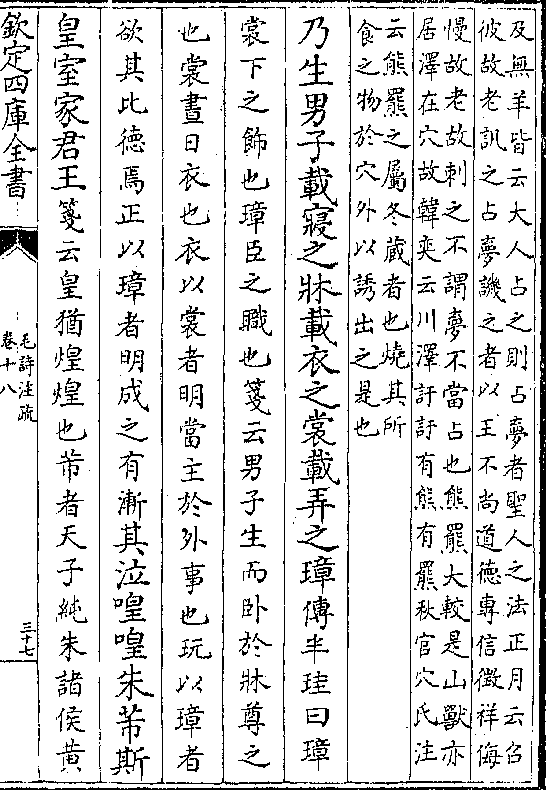 及無羊皆云大人占之則占夢者聖人之法正月云召
彼故老訊之占夢譏之者以王不尚道德專信徵祥侮
慢故老故刺之不謂夢不當占也熊羆大較是山獸亦
居澤在穴故韓奕云川澤訏訏有熊有羆秋官穴氏注
云熊羆之屬冬藏者也燒其所
食之物於穴外以誘出之是也
乃生男子載寢之牀載衣之裳載弄之璋傳半珪曰璋
裳下之飾也璋臣之職也箋云男子生而卧於牀尊之
也裳晝日衣也衣以裳者明當主於外事也玩以璋者
欲其比德焉正以璋者明成之有漸其泣喤喤朱芾斯
皇室家君王箋云皇猶煌煌也芾者天子純朱諸侯黄
欽定四庫全書
毛詩注疏
卷十八
三十七